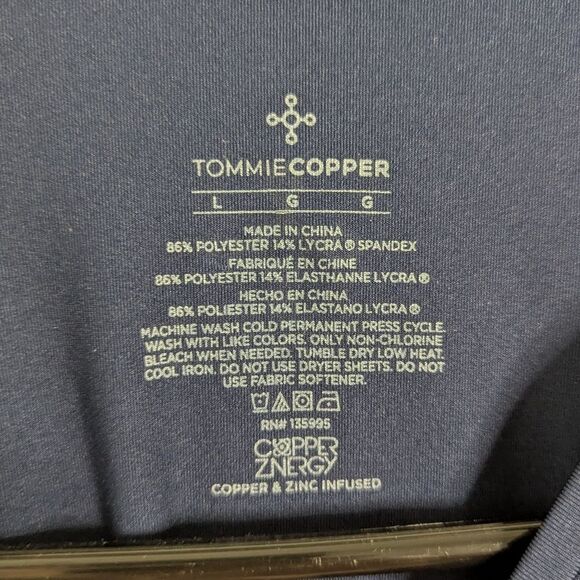 TOMMIECOPPER
L G G
MADE IN CHINA
86% POLYESTER 14% LYCRA® SPANDEX
FABRIQUÉ EN CHINE
86% POLYESTER 14% ELASTHANNE LYCRA®
HECHO EN CHINA
86% POLIESTER 14% ELASTANO LYCRA®
MACHINE WASH COLD PERMANENT PRESS CYCLE.
WASH WITH LIKE COLORS. ONLY NON-CHLORINE
BLEACH WHEN NEEDED. TUMBLE DRY LOW HEAT.
COOL IRON. DO NOT USE DRYER SHEETS. DO NOT
USE FABRIC SOFTENER.
RN# 135995
COPPER
ZNERGY
COPPER & ZINC INFUSED